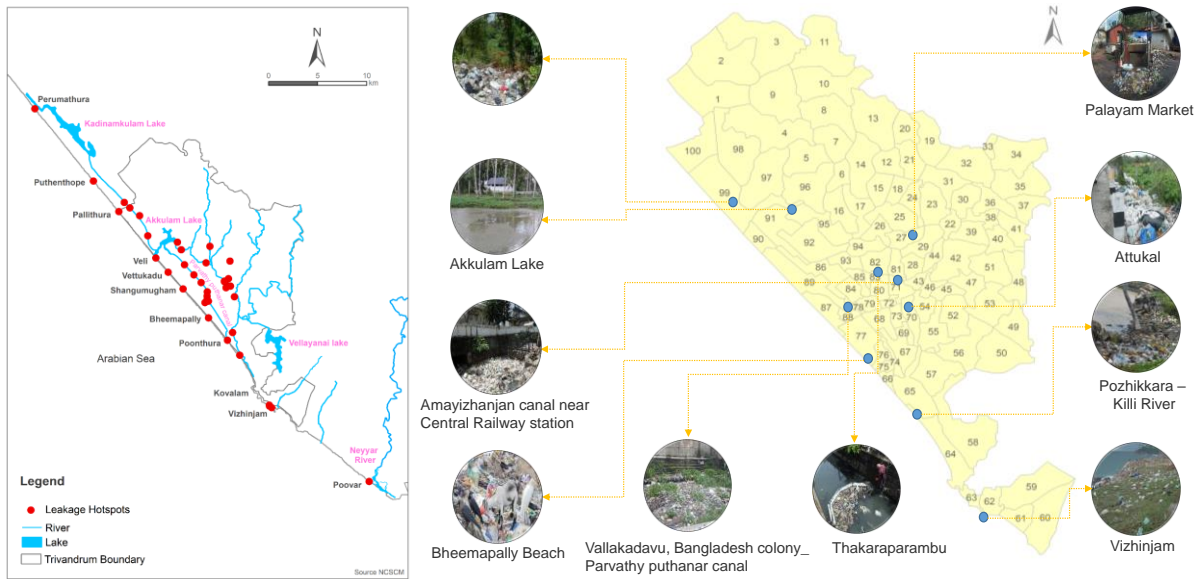 N
0
5
10
km
Perumathura
Kadinamkulam Lake
Puthenthope
Pallithura
Akkulam Lake
Veli
Vettukadu
Shangumugham
Bheemapally
Poonthura
Arabian Sea
Vellayanai lake
Kovalam
Vizhinjam
Neyyar
River
Poovar
Legend
Leakage Hotspots
River
Lake
Trivandrum Boundary
Source NCSCM
Akkulam Lake
Amayizhanjan canal near
Central Railway station
Bheemapally Beach
Vallakadavu, Bangladesh colony_
Parvathy puthanar canal
Thakaraparambu
N
Palayam Market
Attukal
Pozhikkara –
Killi River
Vizhinjam
3
11
2
1
9
10
8
13
20
19
33
34
4
7
5
100
98
97
6
14
12
21
32
99
96
15
18
24
31
35
16
17
25
23
30
36
37
38
91
95
26
27
22
39
40
41
90
92
94
29
44
42
86
93
82
81
28
51
89
85
80
43
46
45
47
48
84
87
88
78
79
72
73
70
54
53
52
68
69
55
49
77
76
75
74
67
56
50
66
57
65
58
64
63
62
59
61
60